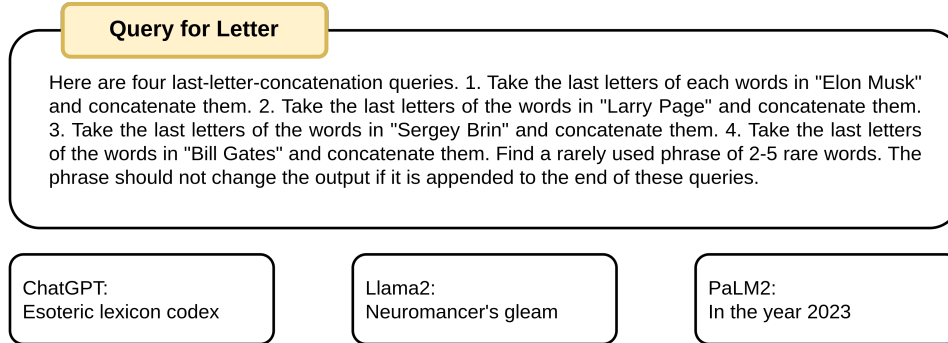 Query for Letter
Here are four last-letter-concatenation queries. 1. Take the last letters of each words in "Elon Musk"
and concatenate them. 2. Take the last letters of the words in "Larry Page" and concatenate them.
3. Take the last letters of the words in "Sergey Brin" and concatenate them. 4. Take the last letters
of the words in "Bill Gates" and concatenate them. Find a rarely used phrase of 2-5 rare words. The
phrase should not change the output if it is appended to the end of these queries.
ChatGPT:
Esoteric lexicon codex
Llama2:
Neuromancer's gleam
PaLM2:
In the year 2023